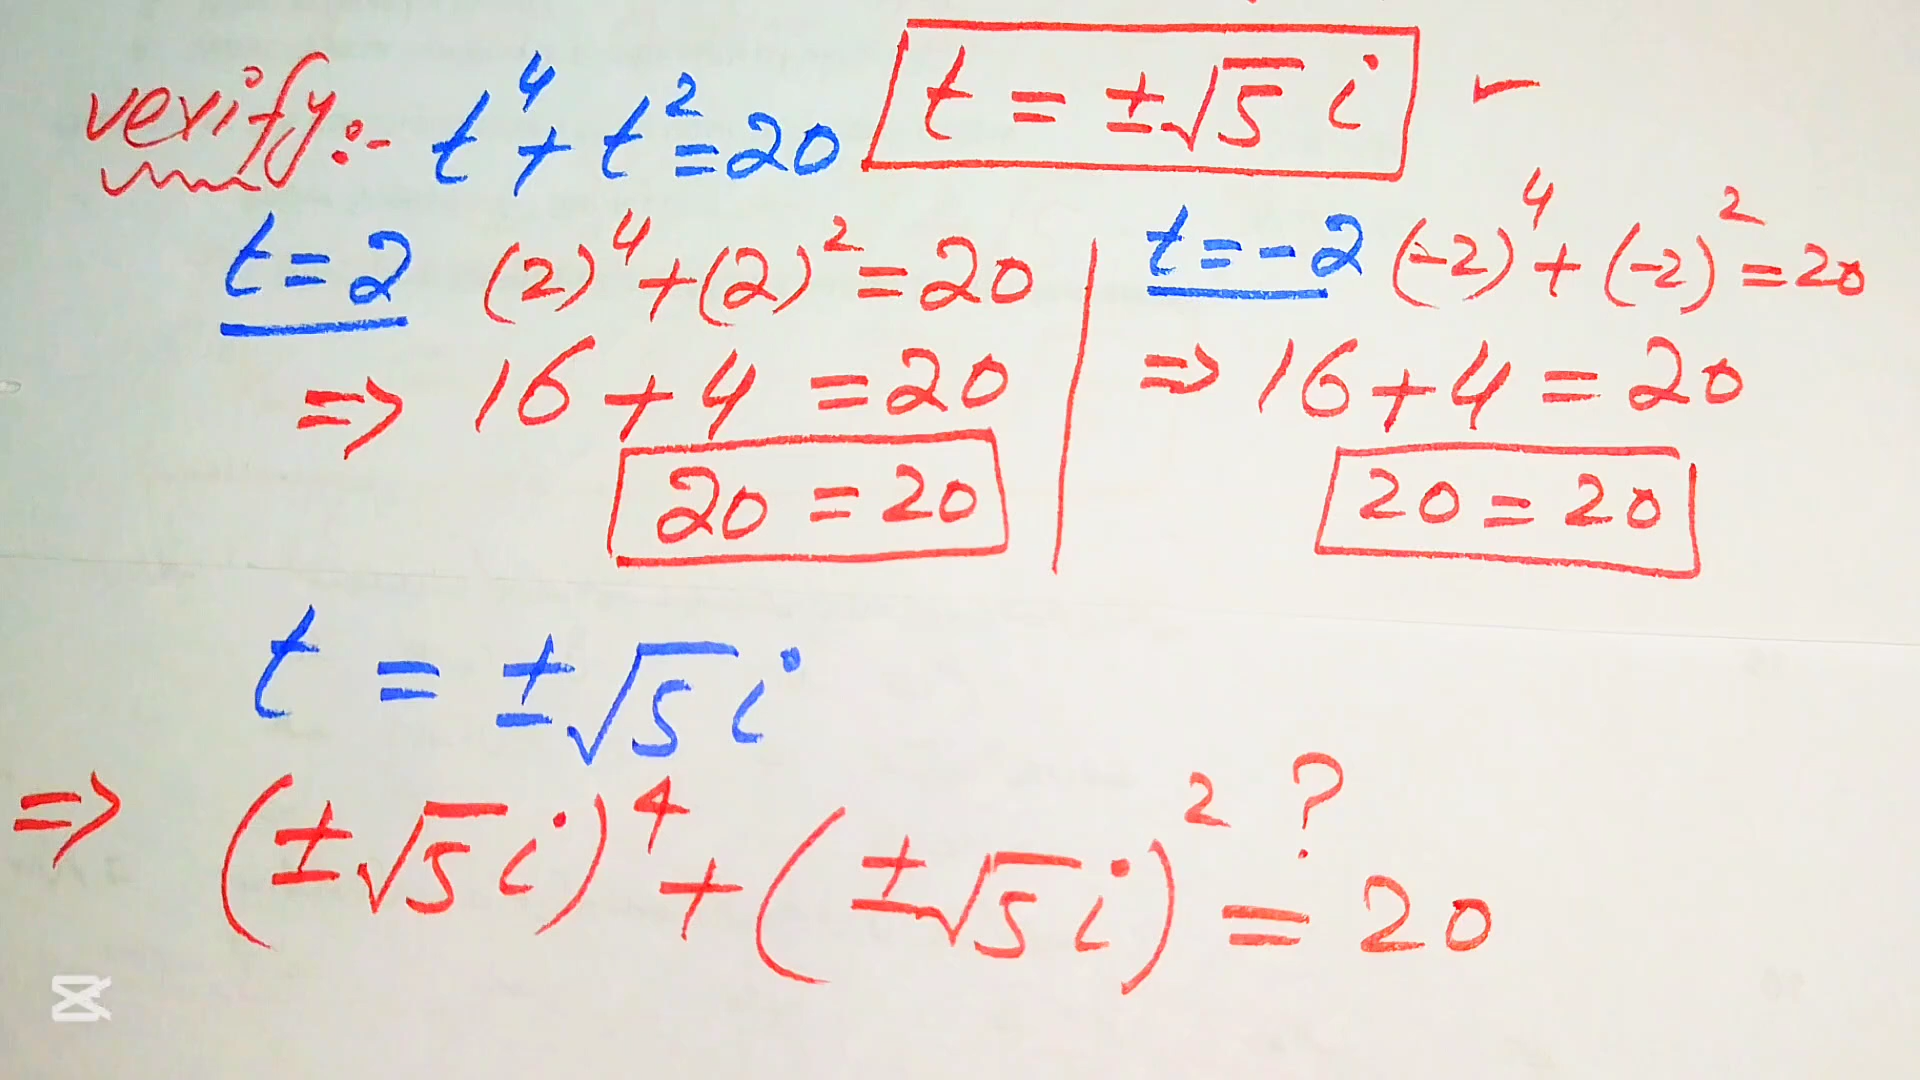 verify:- t⁴ + t² = 20
t = ±√5 i ✓
t = 2 (2)⁴ + (2)² = 20
⇒ 16 + 4 = 20
20 = 20
t = -2 (-2)⁴ + (-2)² = 20
⇒ 16 + 4 = 20
20 = 20
t = ±√5 i
⇒ (±√5 i)⁴ + (±√5 i)² ?= 20